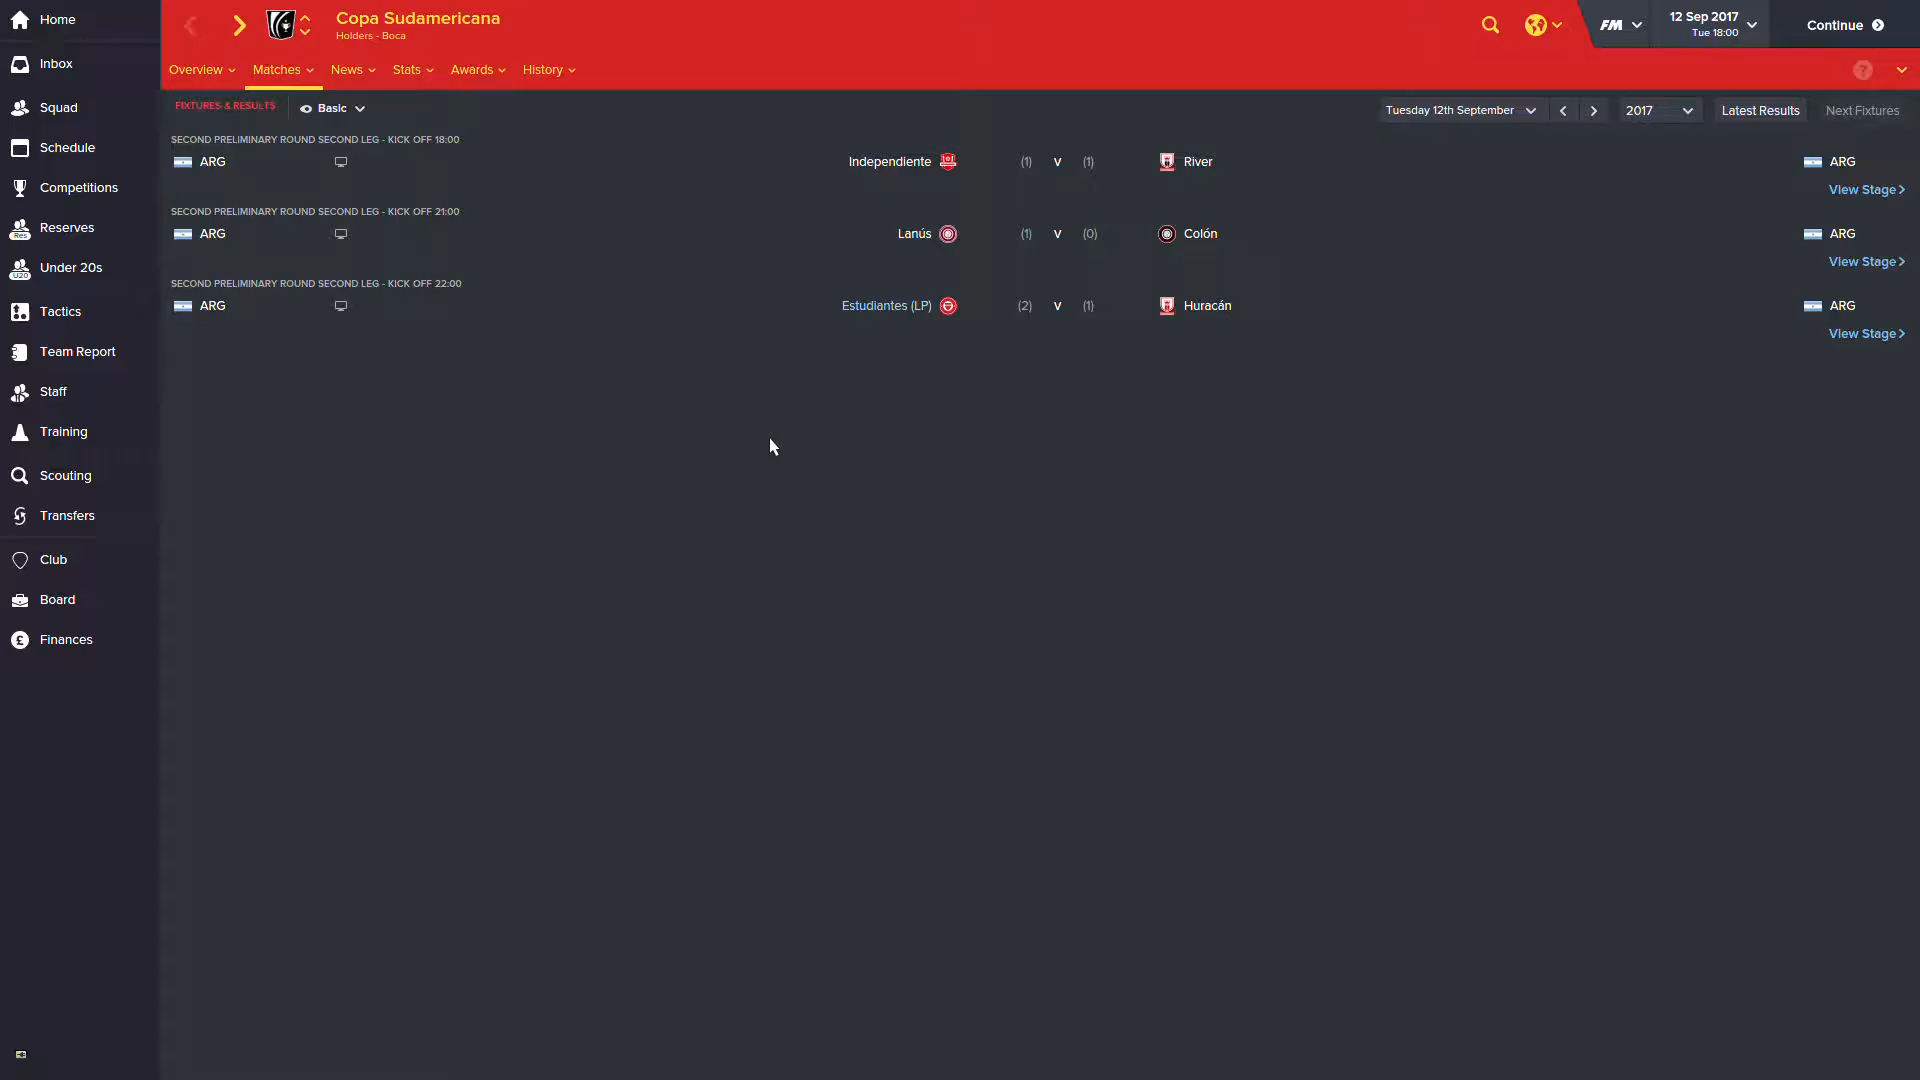 Home
Inbox
Squad
Schedule
Competitions
Reserves
Under 20s
Tactics
Team Report
Staff
Training
Scouting
Transfers
Club
Board
Finances
Copa Sudamericana
Holders - Boca
FM
12 Sep 2017
Tue 18:00
Continue
Overview Matches News Stats Awards History
FIXTURES & RESULTS Basic Tuesday 12th September 2017 Latest Results Next Fixtures
SECOND PRELIMINARY ROUND SECOND LEG - KICK OFF 18:00
ARG Independiente (1) v (1) River ARG
View Stage>
SECOND PRELIMINARY ROUND SECOND LEG - KICK OFF 21:00
ARG Lanús (1) v (0) Colón ARG
View Stage>
SECOND PRELIMINARY ROUND SECOND LEG - KICK OFF 22:00
ARG Estudiantes (LP) (2) v (1) Huracán ARG
View Stage>